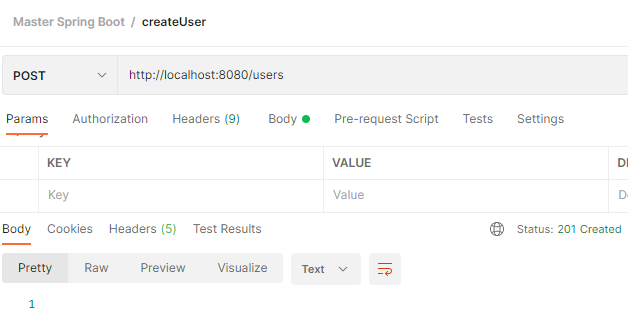 Master Spring Boot / createUser
POST http://localhost:8080/users
Params Authorization Headers (9) Body Pre-request Script Tests Settings
KEY VALUE
Key Value
Body Cookies Headers (5) Test Results Status: 201 Created
Pretty Raw Preview Visualize Text
1